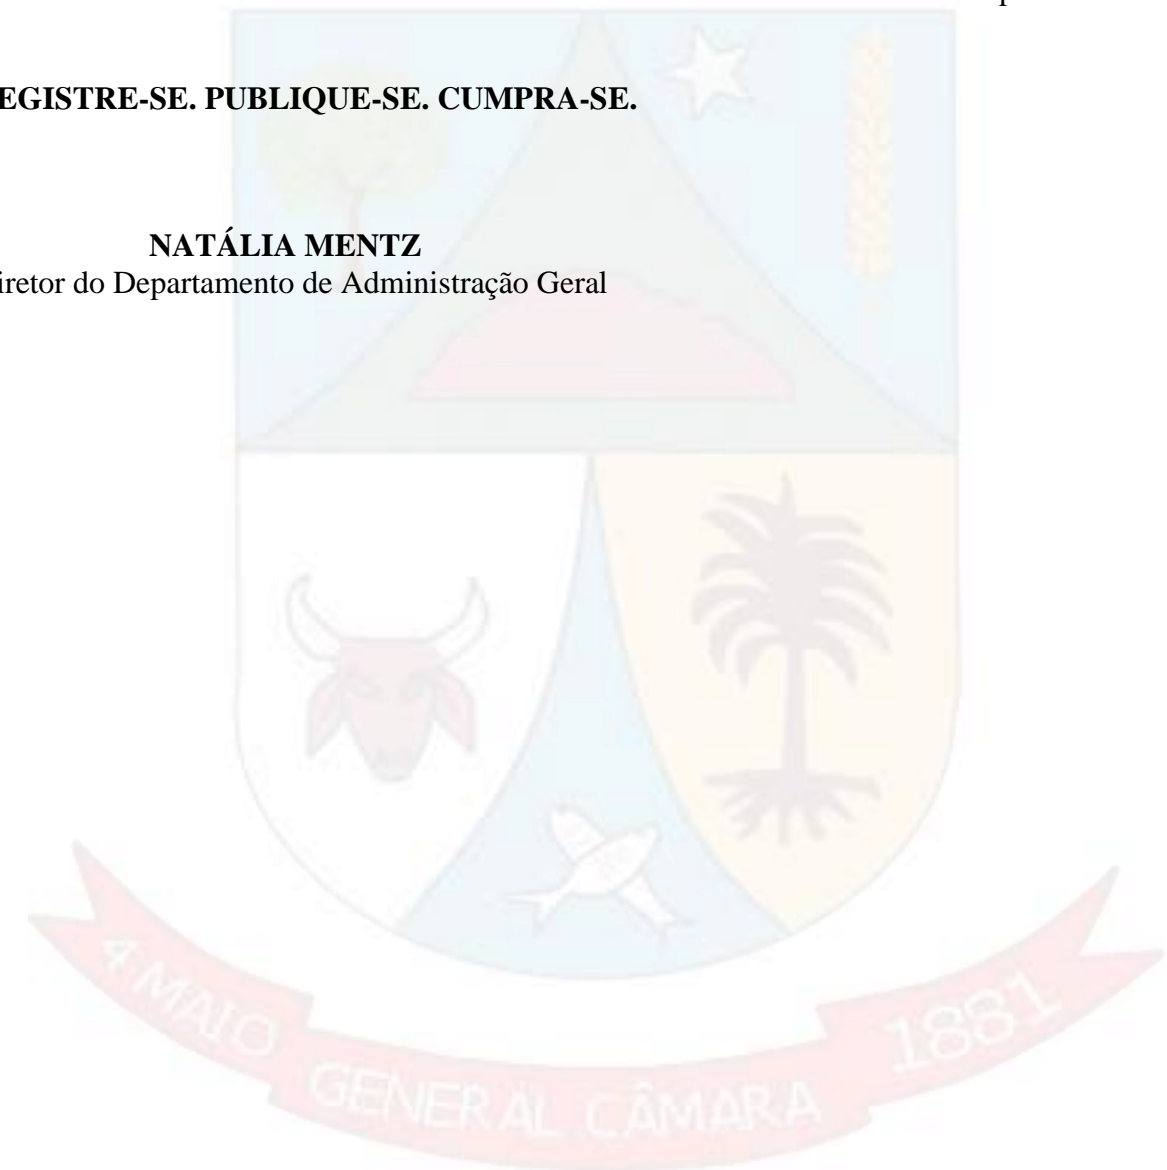 EGISTRE-SE. PUBLIQUE-SE. CUMPRA-SE.
NATÁLIA MENTZ
iretor do Departamento de Administração Geral
4 MAIO
GENERAL CÂMARA
1881